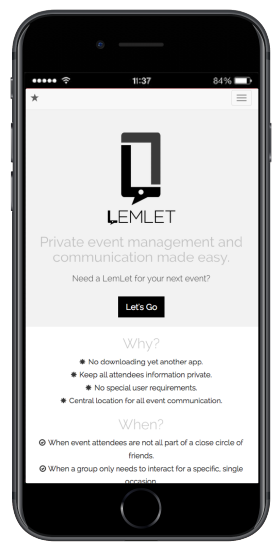 11:37
84%
LEMLET
Private event management and
communication made easy.
Need a LemLet for your next event?
Let's Go
Why?
No downloading yet another app.
Keep all attendees information private.
No special user requirements.
Central location for all event communication.
When?
When event attendees are not all part of a close circle of
friends.
When a group only needs to interact for a specific, single
occasion